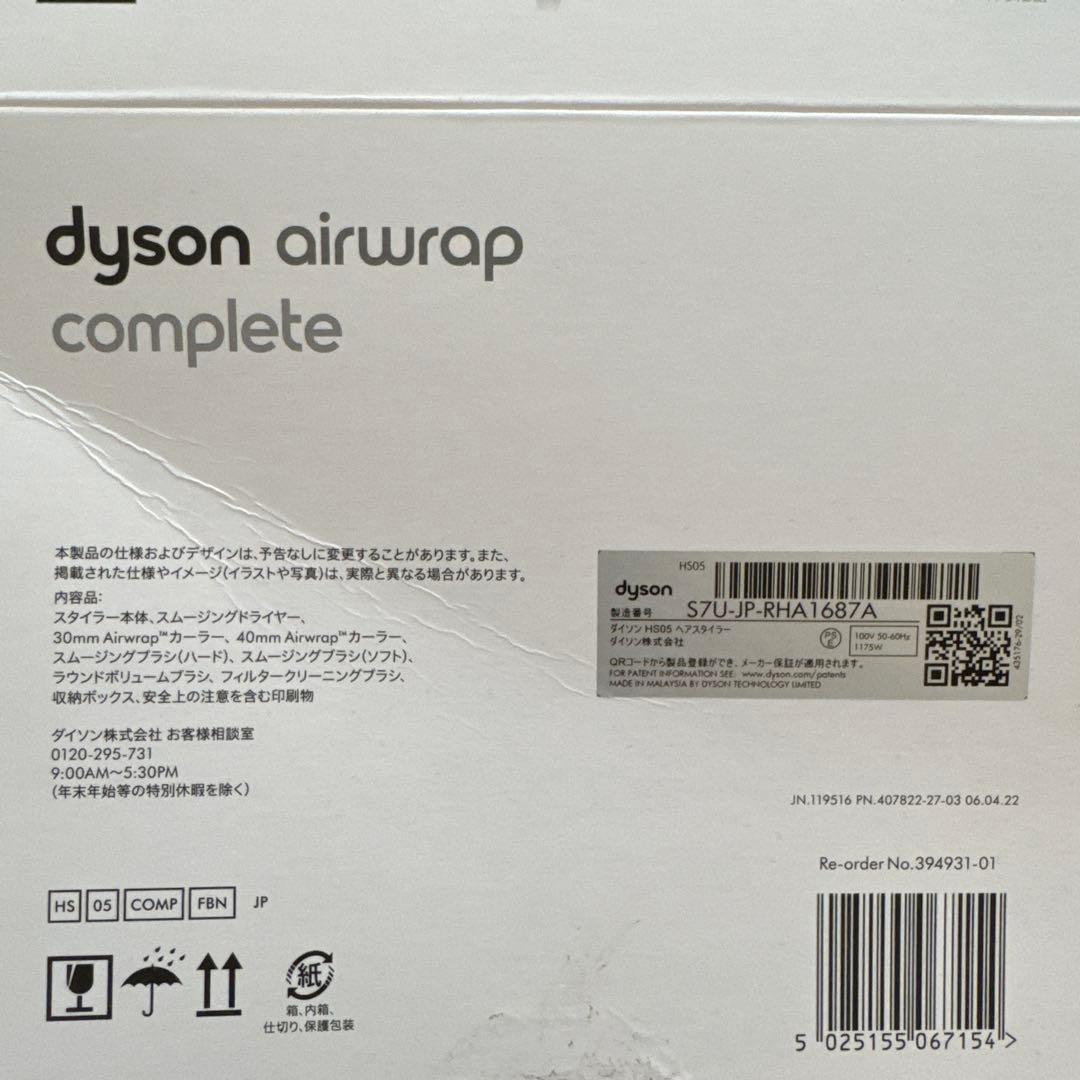 dyson airwrap
complete
本製品の仕様およびデザインは、予告なしに変更することがあります。また、
掲載された仕様やイメージ(イラストや写真)は、実際と異なる場合があります。
内容品:
スタイラー本体、スムージングドライヤー、
30mm Airwrap™カーラー、40mm Airwrap™カーラー、
スムージングブラシ(ハード)、スムージングブラシ(ソフト)、
ラウンドボリュームブラシ、フィルタークリーニングブラシ、
収納ボックス、安全上の注意を含む印刷物
ダイソン株式会社 お客様相談室
0120-295-731
9:00AM〜5:30PM
(年末年始等の特別休暇を除く)
HS05
dyson
製造番号 S7U-JP-RHA1687A
ダイソン HS05 ヘアスタイラー
ダイソン株式会社
PS
E
100V 50-60Hz
1175W
QRコードから製品登録ができ、メーカー保証が適用されます。
FOR PATENT INFORMATION SEE: www.dyson.com/patents
MADE IN MALAYSIA BY DYSON TECHNOLOGY LIMITED
435176-29/02
JN.119516 PN.407822-27-03 06.04.22
Re-order No.394931-01
HS 05 COMP FBN JP
紙
箱、内箱、
仕切り、保護包装
5 025155 067154 >